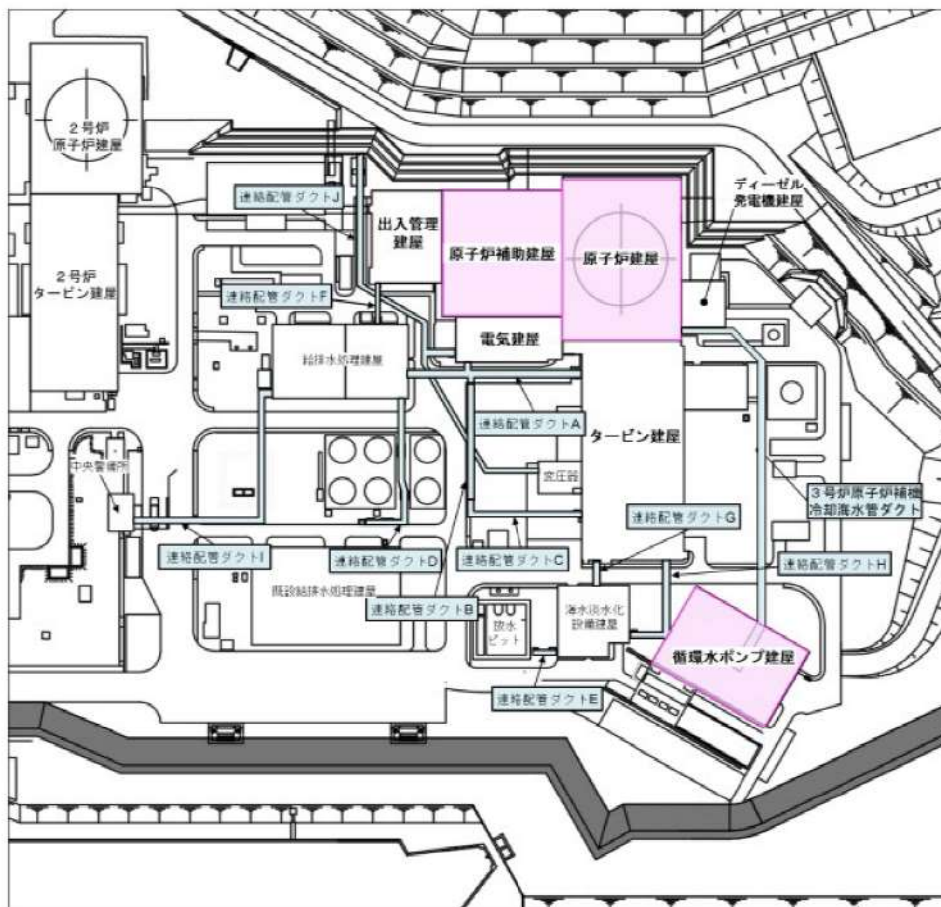 2号炉
原子炉建屋
ディーゼル
発電機建屋
連絡配管ダクトJ
出入管理
建屋
原子炉補助建屋
原子炉建屋
2号炉
タービン建屋
連絡配管ダクトF
電気建屋
給排水処理建屋
連絡配管ダクトA
タービン建屋
中央警備所
変圧器
3号炉原子炉補機
冷却海水管ダクト
連絡配管ダクトG
連絡配管ダクトI
連絡配管ダクトD
連絡配管ダクトC
連絡配管ダクトH
既設給排水処理建屋
連絡配管ダクトB
放水
ピット
海水淡水化
設備建屋
循環水ポンプ建屋
連絡配管ダクトE